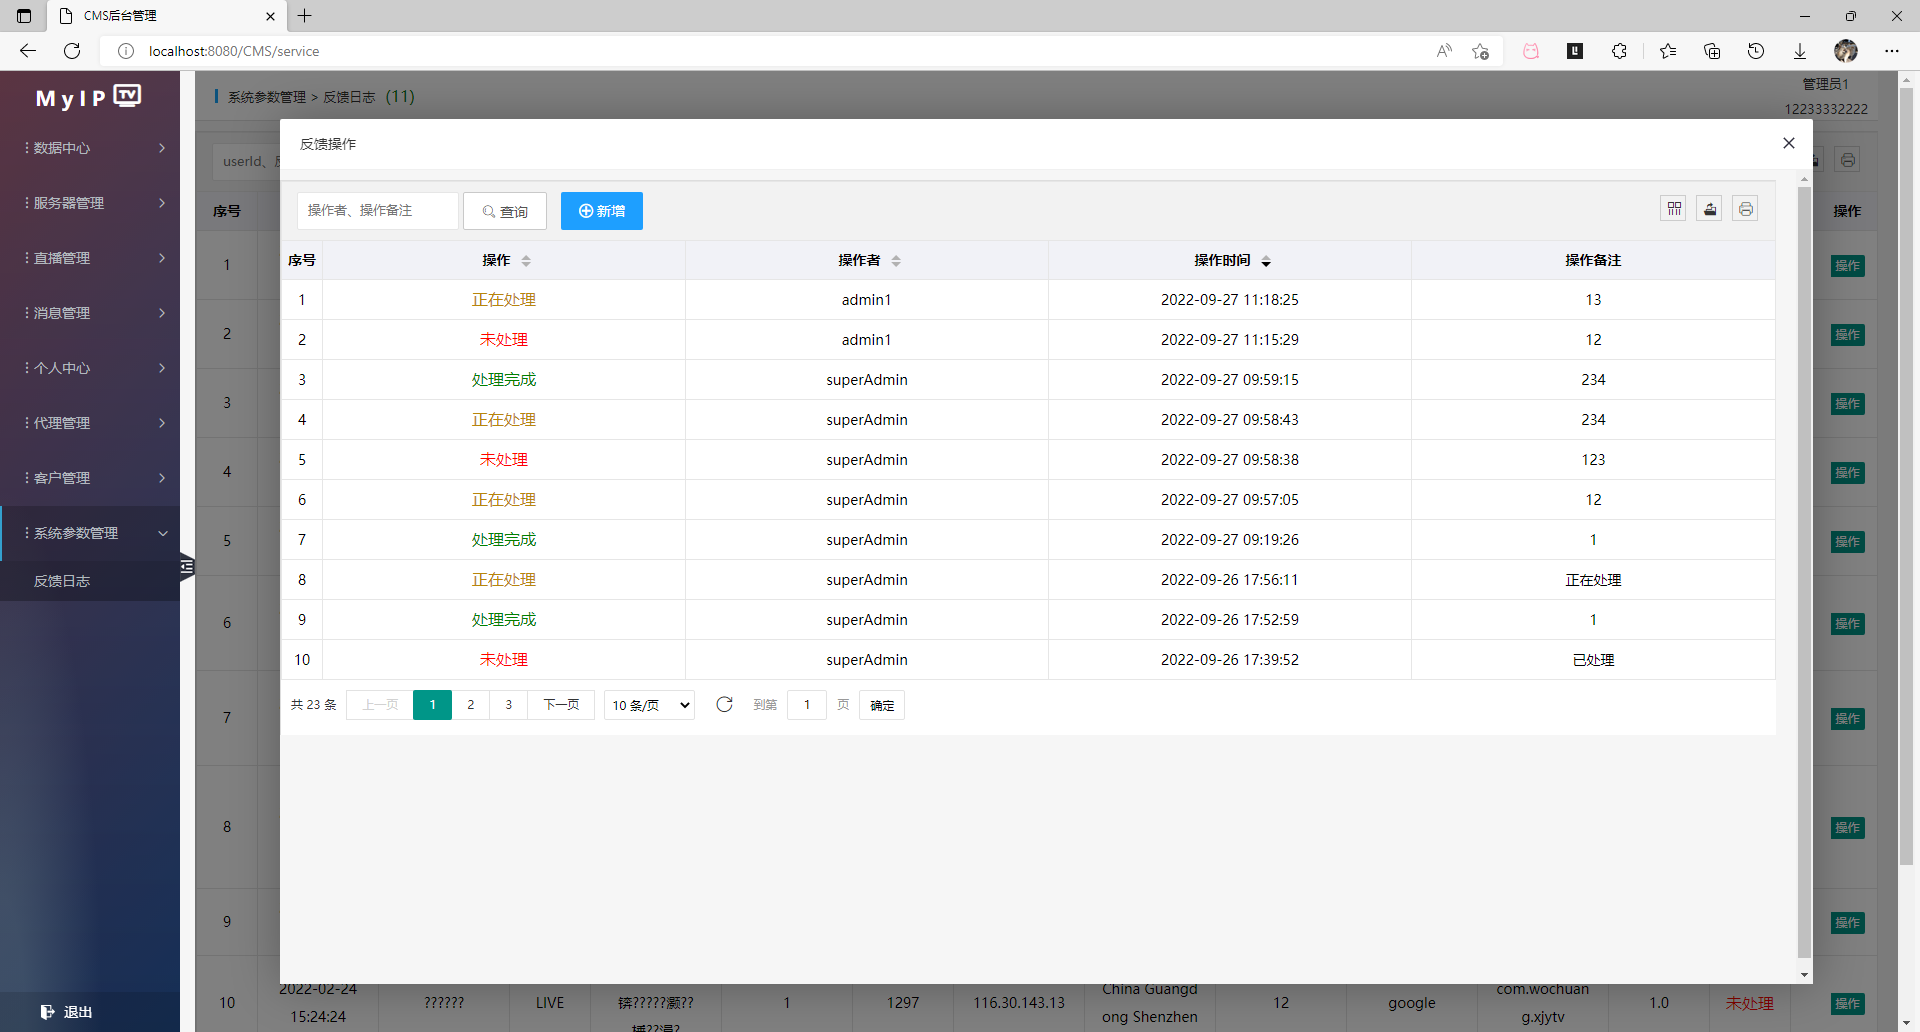 CMS后台管理
localhost:8080/CMS/service
MyIP TV
数据中心
服务器管理
直播管理
消息管理
个人中心
代理管理
客户管理
系统参数管理
反馈日志
退出
系统参数管理 > 反馈日志 (11)
管理员1
12233332222
userId、
序号 操作
1 操作
2 操作
3 操作
4 操作
5 操作
6 操作
7 操作
8 操作
9 操作
反馈操作
操作者、操作备注 查询 新增
序号 操作 操作者 操作时间 操作备注
1 正在处理 admin1 2022-09-27 11:18:25 13
2 未处理 admin1 2022-09-27 11:15:29 12
3 处理完成 superAdmin 2022-09-27 09:59:15 234
4 正在处理 superAdmin 2022-09-27 09:58:43 234
5 未处理 superAdmin 2022-09-27 09:58:38 123
6 正在处理 superAdmin 2022-09-27 09:57:05 12
7 处理完成 superAdmin 2022-09-27 09:19:26 1
8 正在处理 superAdmin 2022-09-26 17:56:11 正在处理
9 处理完成 superAdmin 2022-09-26 17:52:59 1
10 未处理 superAdmin 2022-09-26 17:39:52 已处理
共 23 条 上一页 1 2 3 下一页 10 条/页 到第 1 页 确定
2022-02-24 China Guangd com.wochuan
10 ?????? LIVE 锛?????灏?? 1 1297 116.30.143.13 12 google 1.0 未处理 操作
15:24:24 ong Shenzhen g.xjytv